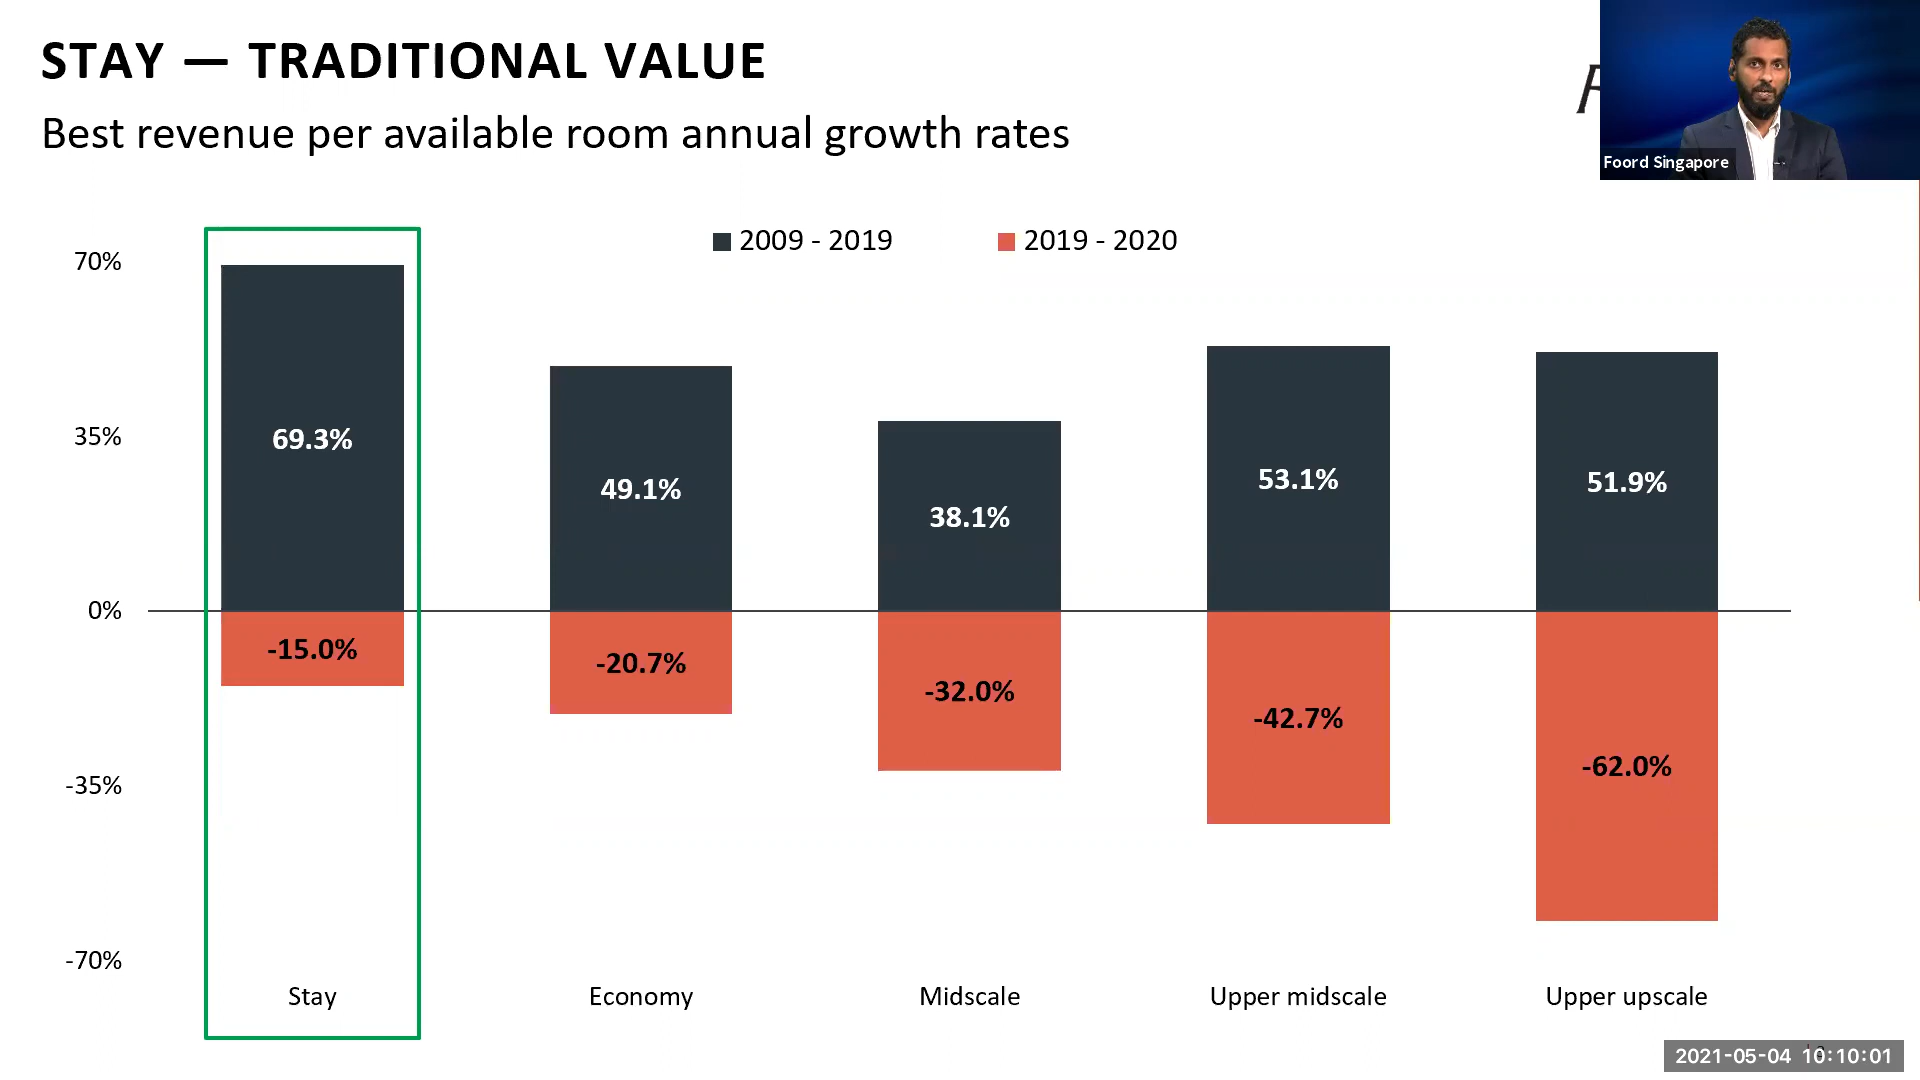 STAY — TRADITIONAL VALUE
Best revenue per available room annual growth rates
Foord Singapore
2009 - 2019 2019 - 2020
70%
35%
0%
-35%
-70%
69.3% 49.1% 38.1% 53.1% 51.9%
-15.0% -20.7% -32.0% -42.7% -62.0%
Stay Economy Midscale Upper midscale Upper upscale
2021-05-04 10:10:01